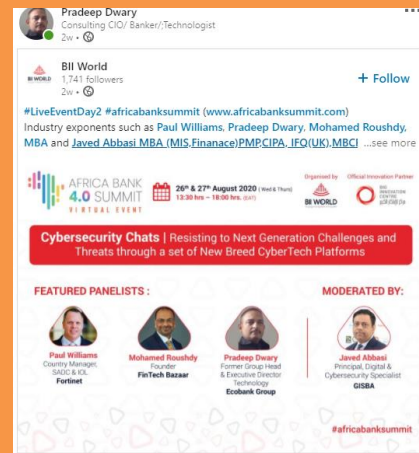 Pradeep Dwary
Consulting CIO/ Banker/;Technologist
2w •
BII World
1,741 followers
2w •
+ Follow
#LiveEventDay2 #africabanksummit (www.africabanksummit.com)
Industry exponents such as Paul Williams, Pradeep Dwary, Mohamed Roushdy,
MBA and Javed Abbasi MBA (MIS,Finanace)PMP,CIPA, IFQ(UK),MBCI ...see more
AFRICA BANK
4.0 SUMMIT
VIRTUAL EVENT
26th & 27th August 2020 (Wed & Thurs)
13:30 hrs – 18:00 hrs. (EAT)
Organised by
BII WORLD
Official Innovation Partner
INNOVATION
CENTRE
Cybersecurity Chats | Resisting to Next Generation Challenges and
Threats through a set of New Breed CyberTech Platforms
FEATURED PANELISTS :
MODERATED BY:
Paul Williams
Country Manager,
SADC & IOI,
Fortinet
Mohamed Roushdy
Founder
FinTech Bazaar
Pradeep Dwary
Former Group Head
& Executive Director
Technology
Ecobank Group
Javed Abbasi
Principal, Digital &
Cybersecurity Specialist
GISBA
#africabanksummit